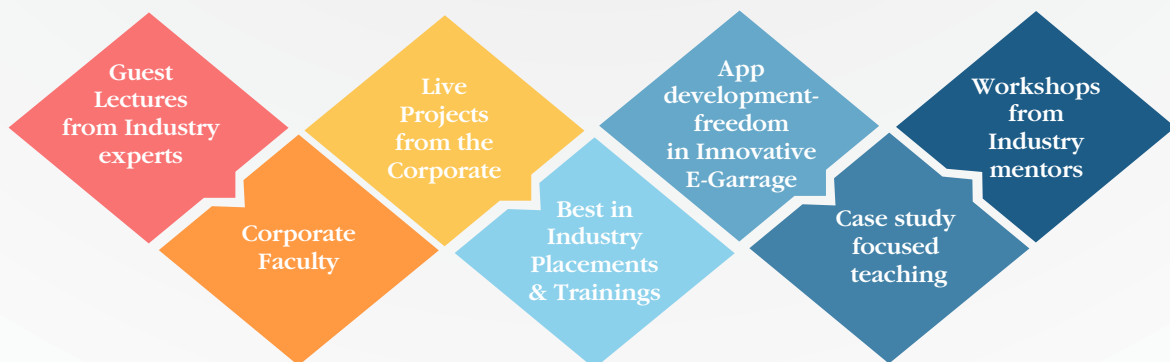 Guest
Lectures
from Industry
experts
Corporate
Faculty
Live
Projects
from the
Corporate
Best in
Industry
Placements
& Trainings
App
development-
freedom
in Innovative
E-Garrage
Case study
focused
teaching
Workshops
from
Industry
mentors